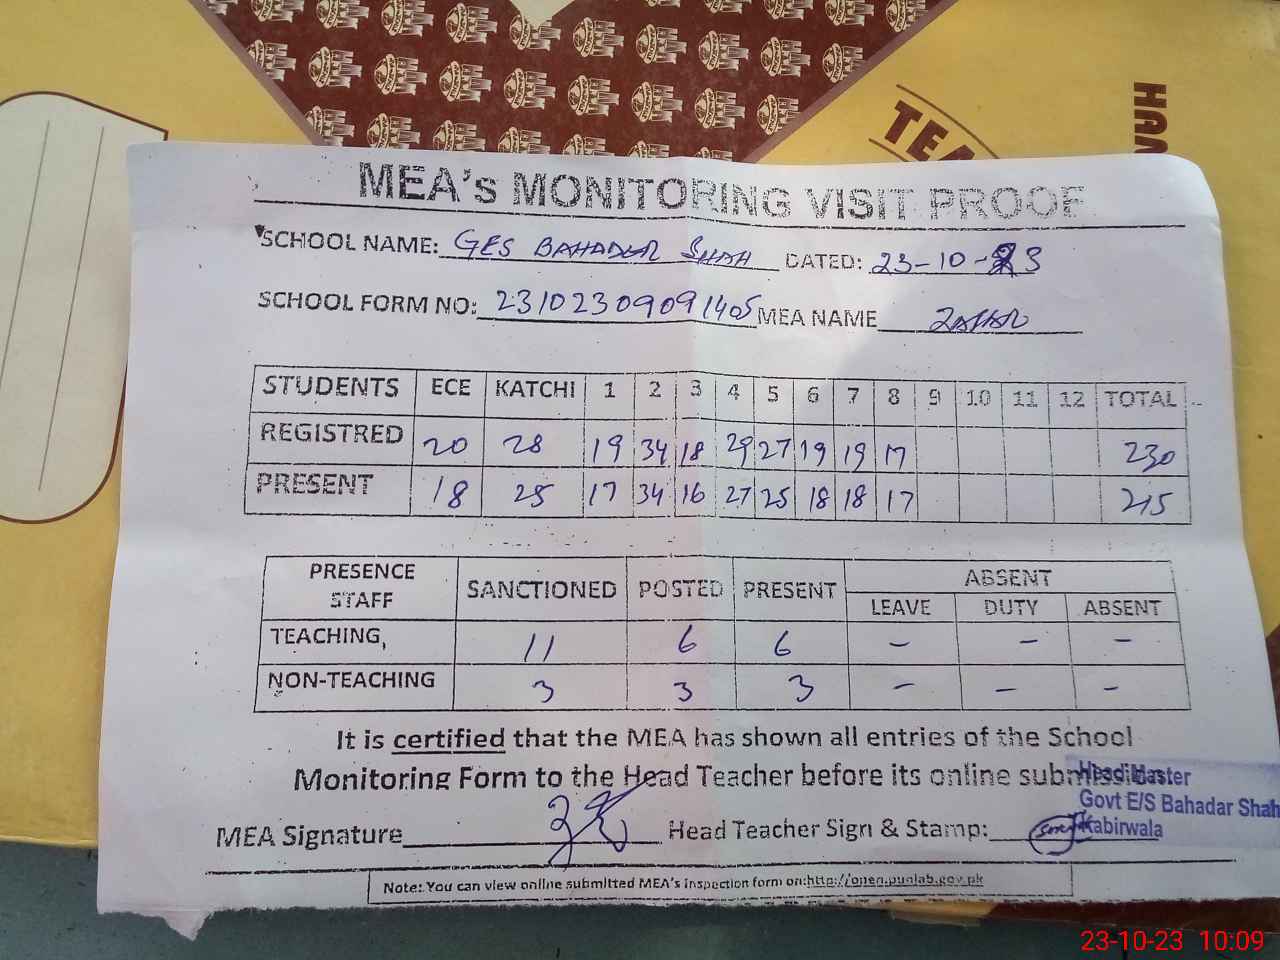 TEA
HUAN
MEA's MONITORING VISIT PROOF
SCHOOL NAME: GES BAHADUR SHAH DATED: 23-10-23
SCHOOL FORM NO: 23102309091405 MEA NAME ZAFAR
STUDENTS ECE KATCHI 1 2 3 4 5 6 7 8 9 10 11 12 TOTAL
REGISTRED 20 28 19 34 18 29 27 19 19 17 230
PRESENT 18 25 17 34 16 27 25 18 18 17 215
PRESENCE STAFF SANCTIONED POSTED PRESENT ABSENT
LEAVE DUTY ABSENT
TEACHING, 11 6 6 - - -
NON-TEACHING 3 3 3 - - -
It is certified that the MEA has shown all entries of the School
Monitoring Form to the Head Teacher before its online submission.
Head Master
Govt E/S Bahadar Shah
Kabirwala
MEA Signature Head Teacher Sign & Stamp:
Note: You can view online submitted MEA's inspection form on:http://open.punjab.gov.pk
23-10-23 10:09